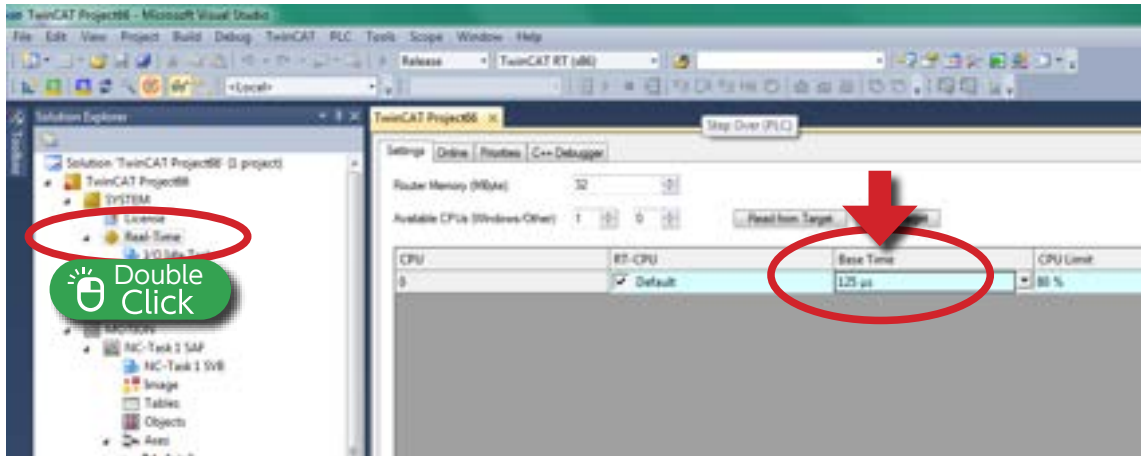 TwinCAT Project66 - Microsoft Visual Studio
File Edit View Project Build Debug TwinCAT PLC Tools Scope Window Help
Release TwinCAT RT (x86)
<Local>
Solution Explorer
TwinCAT Project66
Step Over (PLC)
Toolbox
Settings Online Priorities C++ Debugger
Solution 'TwinCAT Project66' (1 project)
TwinCAT Project66
SYSTEM
License
Real-Time
I/O Idle Task
Router Memory (MByte): 32
Available CPUs (Windows/Other): 1 0
Read from Target
CPU RT-CPU Base Time CPU Limit
0 Default 125 µs 80 %
Double
Click
MOTION
NC-Task 1 SAF
NC-Task 1 SVB
Image
Tables
Objects
Axes